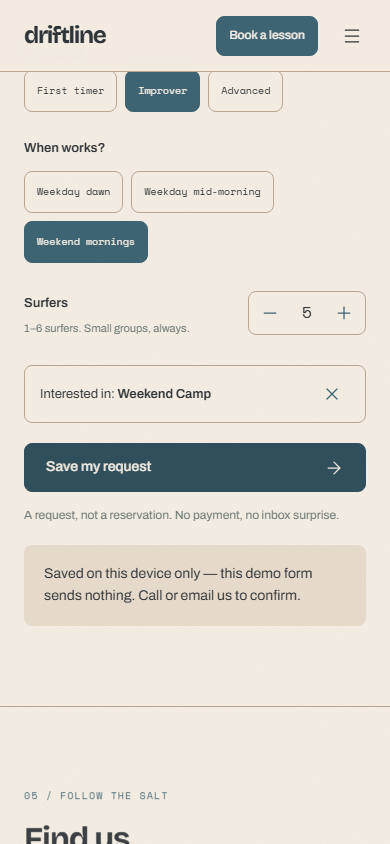 driftline
Book a lesson
First timer
Improver
Advanced
When works?
Weekday dawn
Weekday mid-morning
Weekend mornings
Surfers
1–6 surfers. Small groups, always.
5
Interested in: Weekend Camp
Save my request
A request, not a reservation. No payment, no inbox surprise.
Saved on this device only — this demo form
sends nothing. Call or email us to confirm.
05 / FOLLOW THE SALT
Find us